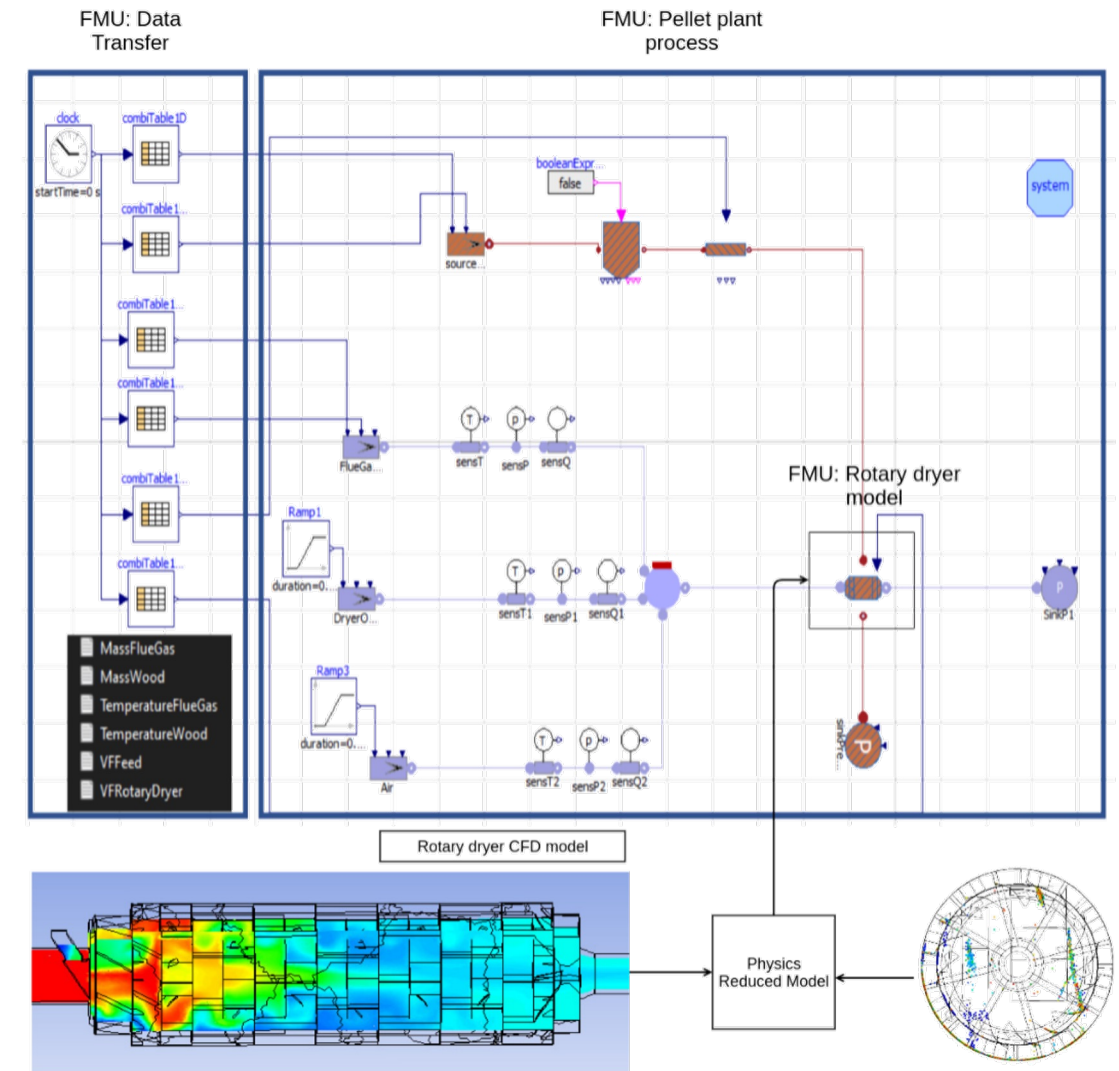 FMU: Data
Transfer
FMU: Pellet plant
process
clock
startTime=0 s
combiTable1D
combiTable1...
combiTable1...
combiTable1...
combiTable1...
combiTable1...
MassFlueGas
MassWood
TemperatureFlueGas
TemperatureWood
VFFeed
VFRotaryDryer
booleanExpr...
false
system
source...
T
p
sensT
sensP
sensQ
FlueGa...
FMU: Rotary dryer
model
Ramp1
duration=0...
DryerO...
T
p
sensT1
sensP1
sensQ1
P
SinkP1
Ramp3
duration=0....
Air
T
p
sensT2
sensP2
sensQ2
P
Rotary dryer CFD model
Physics
Reduced Model